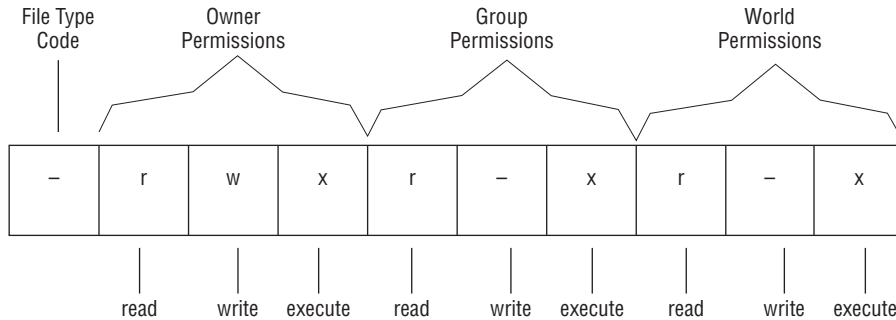 File Type Owner Group World
Code Permissions Permissions Permissions
– r w x r – x r – x
read write execute read write execute read write execute